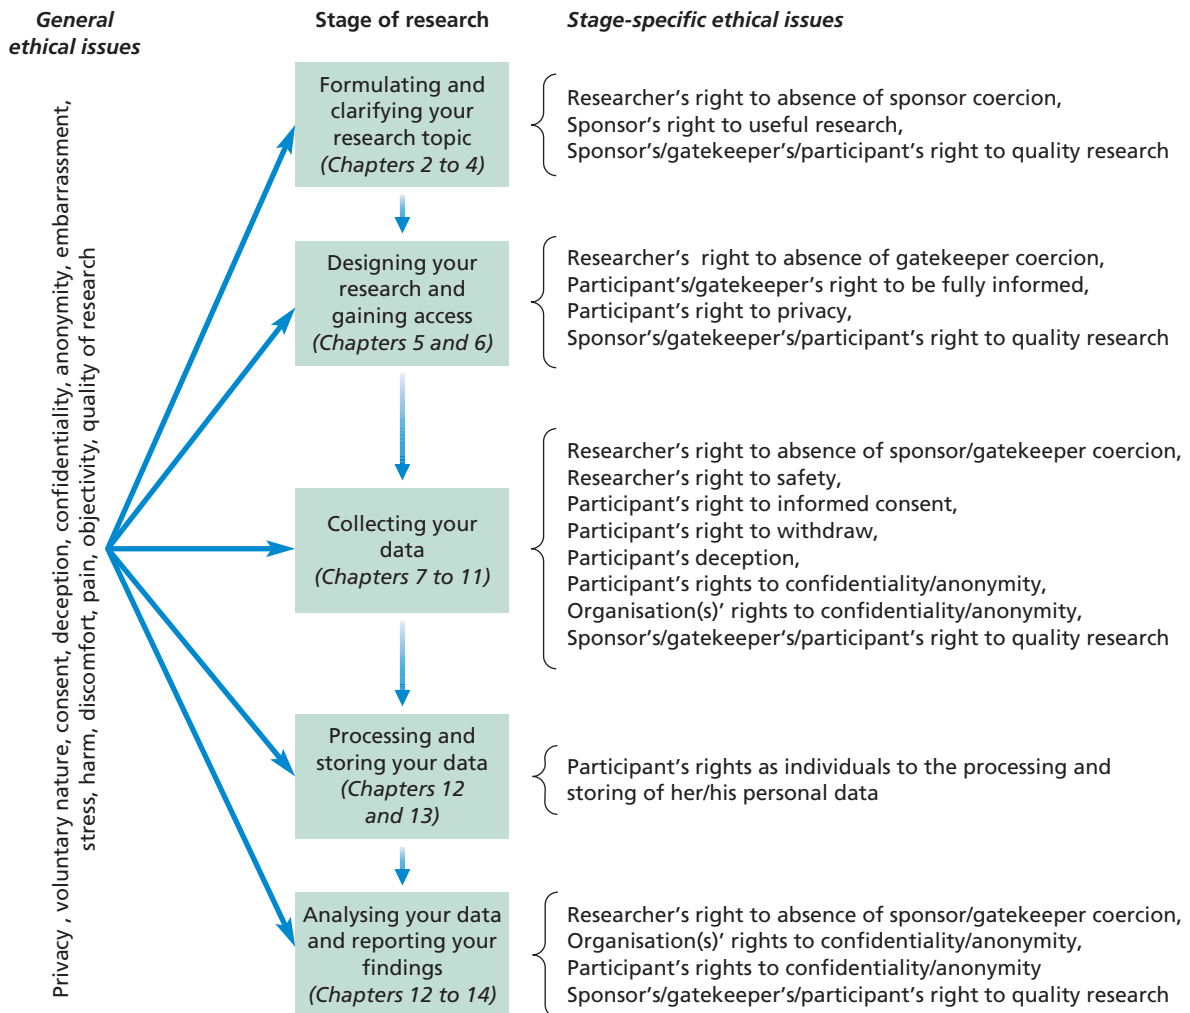 General
ethical issues
Stage of research
Stage-specific ethical issues
Privacy , voluntary nature, consent, deception, confidentiality, anonymity, embarrassment,
stress, harm, discomfort, pain, objectivity, quality of research
Formulating and
clarifying your
research topic
(Chapters 2 to 4)
Researcher’s right to absence of sponsor coercion,
Sponsor’s right to useful research,
Sponsor’s/gatekeeper’s/participant’s right to quality research
Designing your
research and
gaining access
(Chapters 5 and 6)
Researcher’s  right to absence of gatekeeper coercion,
Participant’s/gatekeeper’s right to be fully informed,
Participant’s right to privacy,
Sponsor’s/gatekeeper’s/participant’s right to quality research
Collecting your
data
(Chapters 7 to 11)
Researcher’s right to absence of sponsor/gatekeeper coercion,
Researcher’s right to safety,
Participant’s right to informed consent,
Participant’s right to withdraw,
Participant’s deception,
Participant’s rights to confidentiality/anonymity,
Organisation(s)’ rights to confidentiality/anonymity,
Sponsor’s/gatekeeper‘s/participant’s right to quality research
Processing and
storing your data
(Chapters 12
and 13)
Participant’s rights as individuals to the processing and
storing of her/his personal data
Analysing your data
and reporting your
findings
(Chapters 12 to 14)
Researcher’s right to absence of sponsor/gatekeeper coercion,
Organisation(s)’ rights to confidentiality/anonymity,
Participant’s rights to confidentiality/anonymity
Sponsor’s/gatekeeper’s/participant’s right to quality research